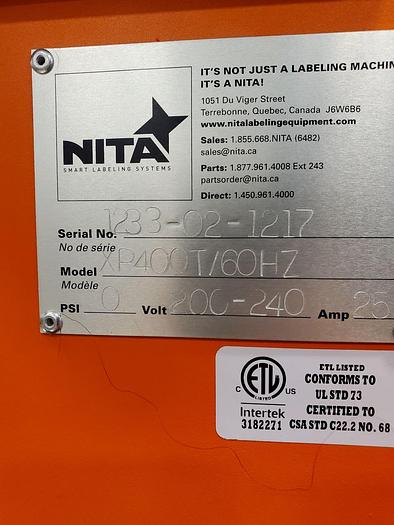 NITA
SMART LABELING SYSTEMS
IT'S NOT JUST A LABELING MACHIN
IT'S A NITA!
1051 Du Viger Street
Terrebonne, Quebec, Canada J6W6B6
www.nitalabelingequipment.com
Sales: 1.855.668.NITA (6482)
sales@nita.ca
Parts: 1.877.961.4008 Ext 243
partsorder@nita.ca
Direct: 1.450.961.4000
Serial No. 1233-02-1217
No de série
Model XP400T/60HZ
Modèle
PSI 0 Volt 200-240 Amp 25
C ETL US
LISTED
Intertek
3182271
ETL LISTED
CONFORMS TO
UL STD 73
CERTIFIED TO
CSA STD C22.2 NO. 68